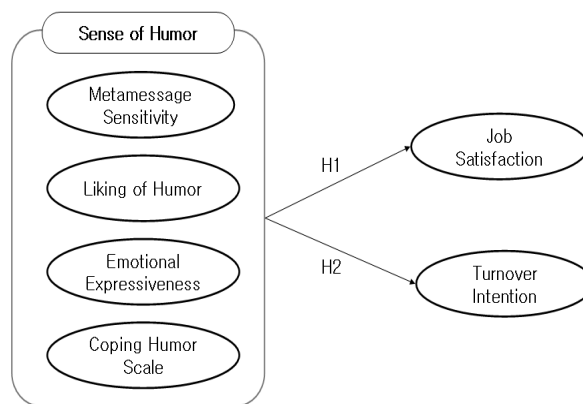 Sense of Humor
Metamessage
Sensitivity
Liking of Humor
Emotional
Expressiveness
Coping Humor
Scale
H1
H2
Job
Satisfaction
Turnover
Intention